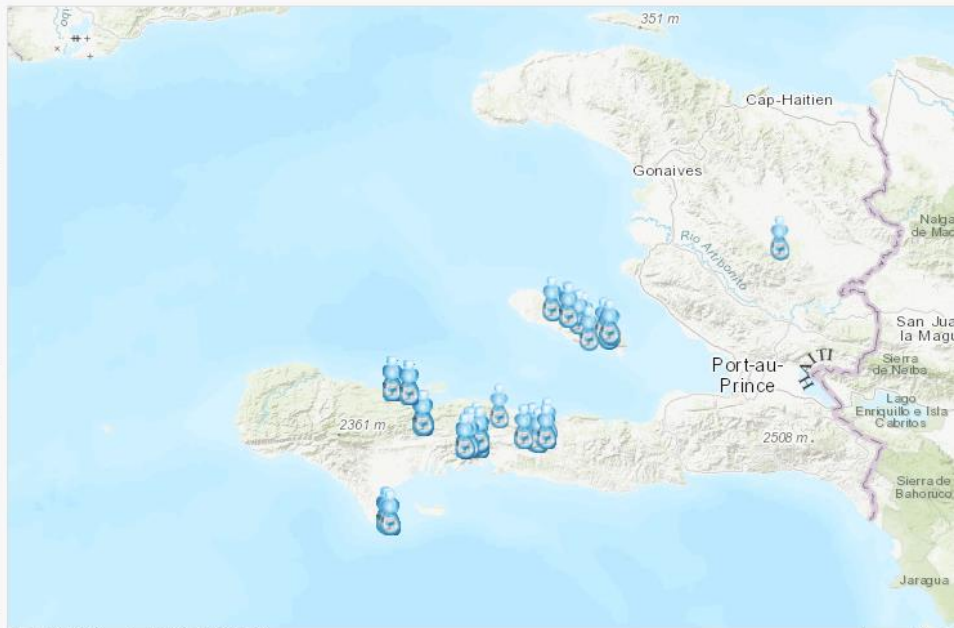 ibo
351 m
Cap-Haitien
Gonaives
Nalga
de Mac
Rio Artibonito
San Jua
la Magu
HAITI
Port-au-
Prince
Sierra
de Neiba
Lago
Enriquillo e Isla
Cabritos
2361 m
2508 m
Sierra de
Bahoruco
Jaragua